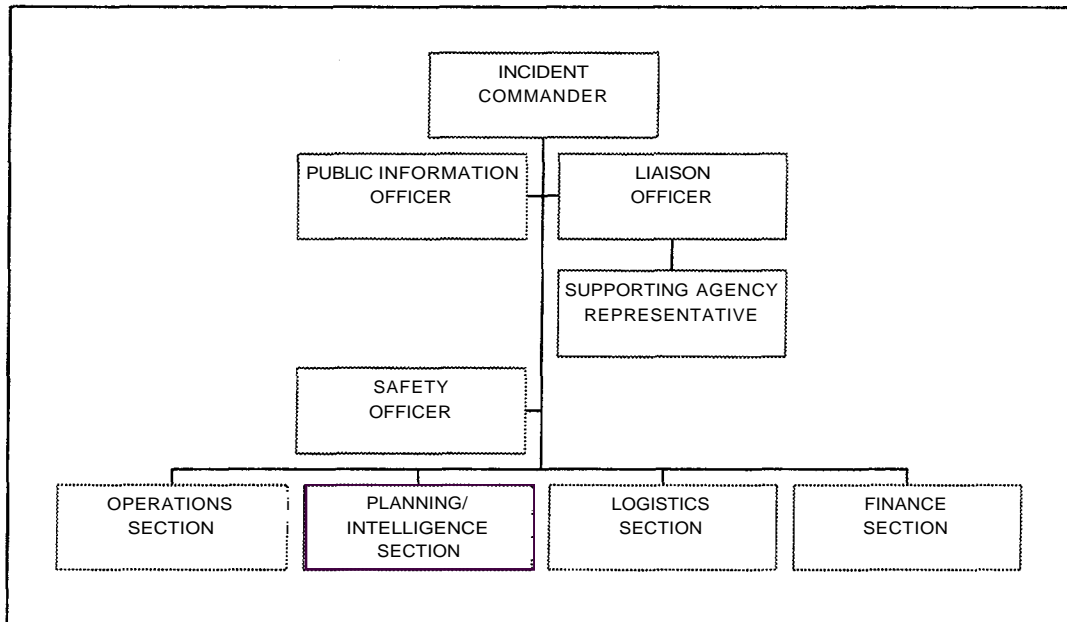 INCIDENT
COMMANDER
PUBLIC INFORMATION
OFFICER
LIAISON
OFFICER
SUPPORTING AGENCY
REPRESENTATIVE
SAFETY
OFFICER
OPERATIONS
SECTION
PLANNING/
INTELLIGENCE
SECTION
LOGISTICS
SECTION
FINANCE
SECTION